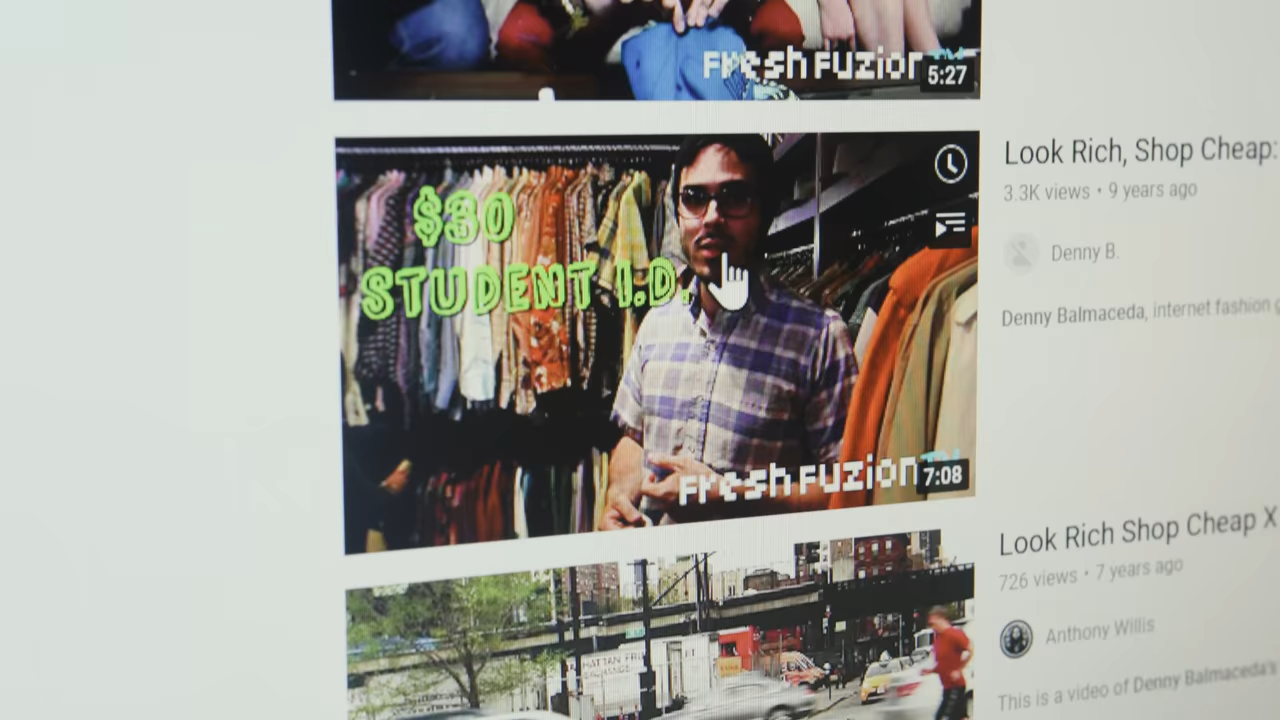 Fresh Fuzion TV
5:27
$30
STUDENT I.D.
Fresh Fuzion TV
7:08
Look Rich, Shop Cheap:
3.3K views • 9 years ago
Denny B.
Denny Balmaceda, internet fashion
Look Rich Shop Cheap X
726 views • 7 years ago
Anthony Willis
This is a video of Denny Balmaceda's